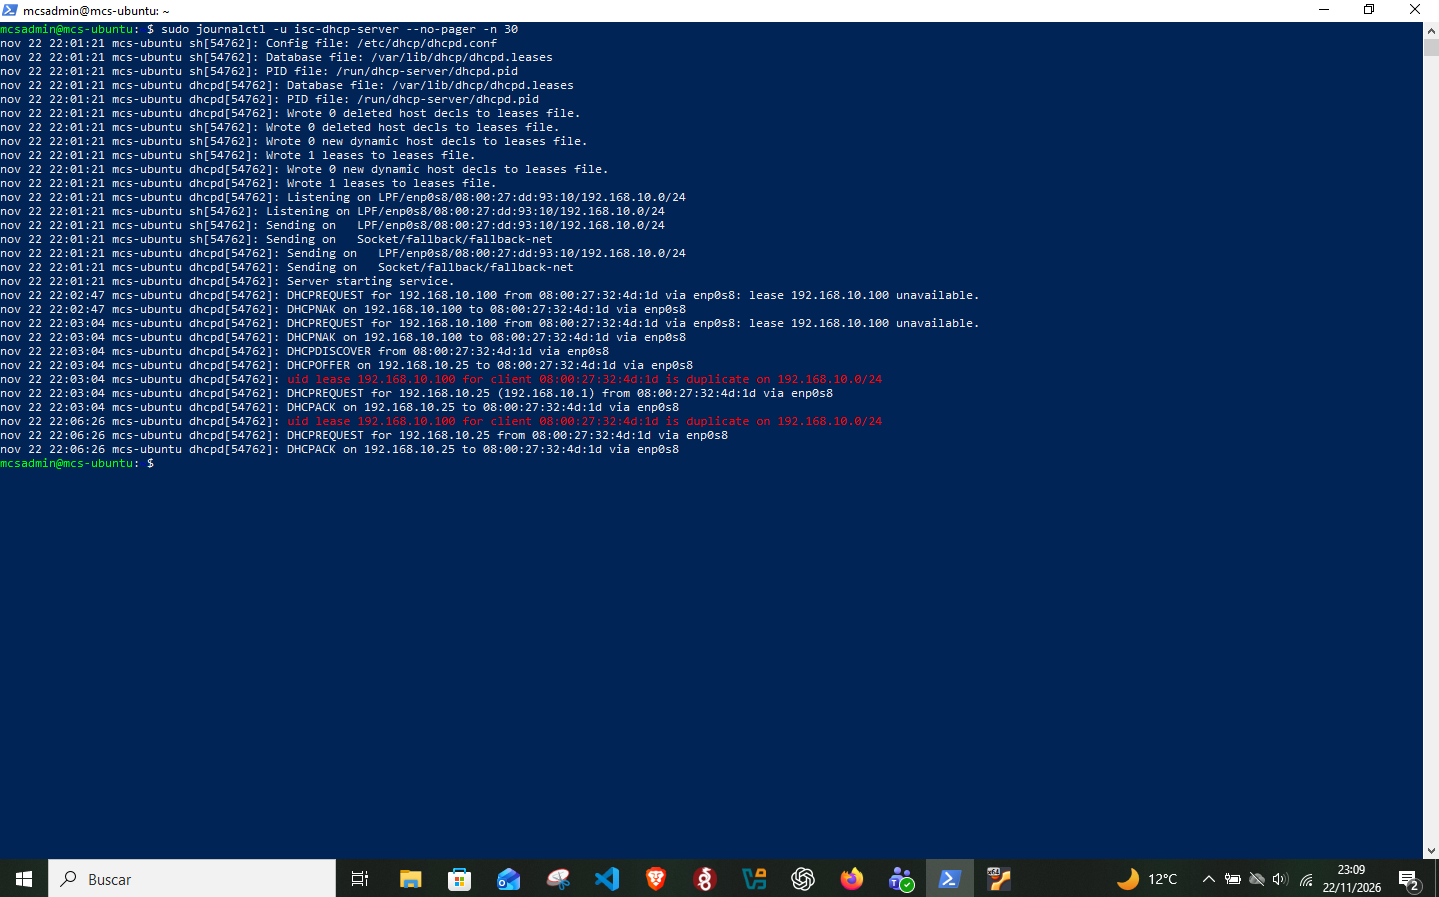 mcsadmin@mcs-ubuntu: ~
mcsadmin@mcs-ubuntu: $ sudo journalctl -u isc-dhcp-server --no-pager -n 30
nov 22 22:01:21 mcs-ubuntu sh[54762]: Config file: /etc/dhcp/dhcpd.conf
nov 22 22:01:21 mcs-ubuntu sh[54762]: Database file: /var/lib/dhcp/dhcpd.leases
nov 22 22:01:21 mcs-ubuntu sh[54762]: PID file: /run/dhcp-server/dhcpd.pid
nov 22 22:01:21 mcs-ubuntu dhcpd[54762]: Database file: /var/lib/dhcp/dhcpd.leases
nov 22 22:01:21 mcs-ubuntu dhcpd[54762]: PID file: /run/dhcp-server/dhcpd.pid
nov 22 22:01:21 mcs-ubuntu dhcpd[54762]: Wrote 0 deleted host decls to leases file.
nov 22 22:01:21 mcs-ubuntu sh[54762]: Wrote 0 deleted host decls to leases file.
nov 22 22:01:21 mcs-ubuntu sh[54762]: Wrote 0 new dynamic host decls to leases file.
nov 22 22:01:21 mcs-ubuntu sh[54762]: Wrote 1 leases to leases file.
nov 22 22:01:21 mcs-ubuntu dhcpd[54762]: Wrote 0 new dynamic host decls to leases file.
nov 22 22:01:21 mcs-ubuntu dhcpd[54762]: Wrote 1 leases to leases file.
nov 22 22:01:21 mcs-ubuntu dhcpd[54762]: Listening on LPF/enp0s8/08:00:27:dd:93:10/192.168.10.0/24
nov 22 22:01:21 mcs-ubuntu sh[54762]: Listening on LPF/enp0s8/08:00:27:dd:93:10/192.168.10.0/24
nov 22 22:01:21 mcs-ubuntu sh[54762]: Sending on   LPF/enp0s8/08:00:27:dd:93:10/192.168.10.0/24
nov 22 22:01:21 mcs-ubuntu sh[54762]: Sending on   Socket/fallback/fallback-net
nov 22 22:01:21 mcs-ubuntu dhcpd[54762]: Sending on   LPF/enp0s8/08:00:27:dd:93:10/192.168.10.0/24
nov 22 22:01:21 mcs-ubuntu dhcpd[54762]: Sending on   Socket/fallback/fallback-net
nov 22 22:01:21 mcs-ubuntu dhcpd[54762]: Server starting service.
nov 22 22:02:47 mcs-ubuntu dhcpd[54762]: DHCPREQUEST for 192.168.10.100 from 08:00:27:32:4d:1d via enp0s8: lease 192.168.10.100 unavailable.
nov 22 22:02:47 mcs-ubuntu dhcpd[54762]: DHCPNAK on 192.168.10.100 to 08:00:27:32:4d:1d via enp0s8
nov 22 22:03:04 mcs-ubuntu dhcpd[54762]: DHCPREQUEST for 192.168.10.100 from 08:00:27:32:4d:1d via enp0s8: lease 192.168.10.100 unavailable.
nov 22 22:03:04 mcs-ubuntu dhcpd[54762]: DHCPNAK on 192.168.10.100 to 08:00:27:32:4d:1d via enp0s8
nov 22 22:03:04 mcs-ubuntu dhcpd[54762]: DHCPDISCOVER from 08:00:27:32:4d:1d via enp0s8
nov 22 22:03:04 mcs-ubuntu dhcpd[54762]: DHCPOFFER on 192.168.10.25 to 08:00:27:32:4d:1d via enp0s8
nov 22 22:03:04 mcs-ubuntu dhcpd[54762]: uid lease 192.168.10.100 for client 08:00:27:32:4d:1d is duplicate on 192.168.10.0/24
nov 22 22:03:04 mcs-ubuntu dhcpd[54762]: DHCPREQUEST for 192.168.10.25 (192.168.10.1) from 08:00:27:32:4d:1d via enp0s8
nov 22 22:03:04 mcs-ubuntu dhcpd[54762]: DHCPACK on 192.168.10.25 to 08:00:27:32:4d:1d via enp0s8
nov 22 22:06:26 mcs-ubuntu dhcpd[54762]: uid lease 192.168.10.100 for client 08:00:27:32:4d:1d is duplicate on 192.168.10.0/24
nov 22 22:06:26 mcs-ubuntu dhcpd[54762]: DHCPREQUEST for 192.168.10.25 from 08:00:27:32:4d:1d via enp0s8
nov 22 22:06:26 mcs-ubuntu dhcpd[54762]: DHCPACK on 192.168.10.25 to 08:00:27:32:4d:1d via enp0s8
mcsadmin@mcs-ubuntu: $
Buscar
12°C
23:09
22/11/2026
2